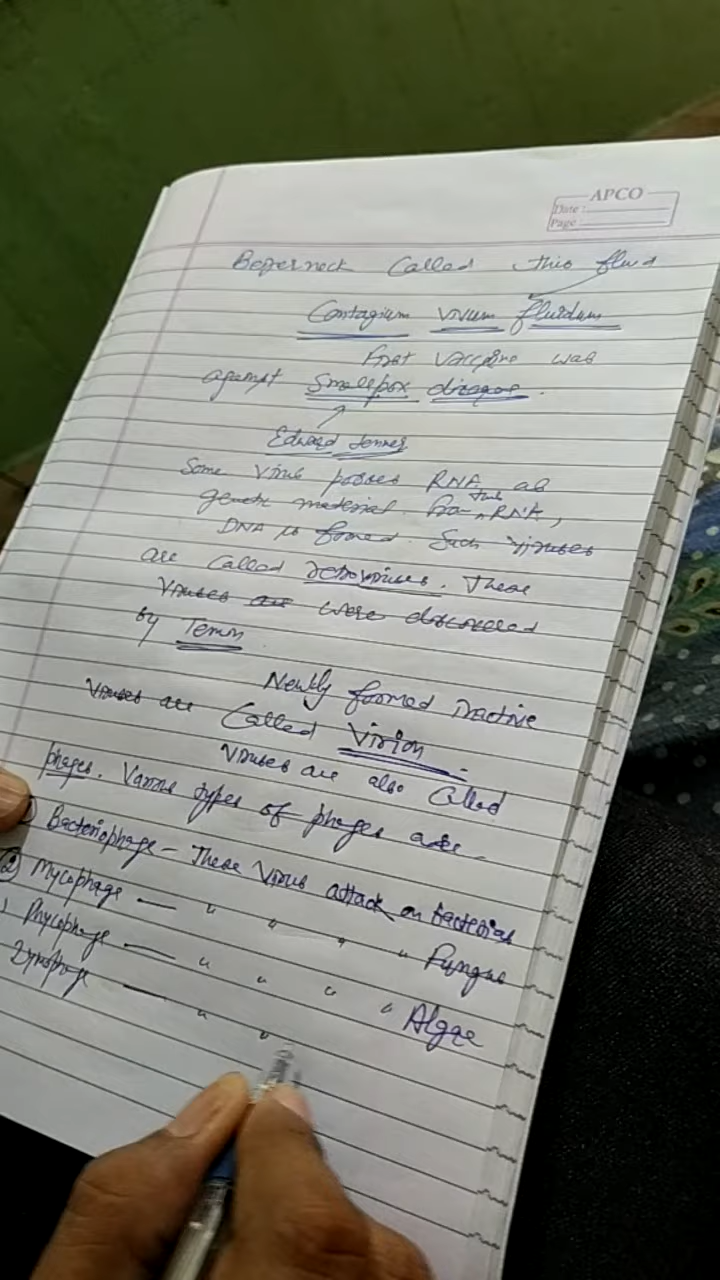 APCO
Date :
Page :
Bejerneck Called this fluid
Contagium vivum fluidum
First vaccine was
against Smallpox disease.
Edward Jenner
Some virus posses RNA as
genetic material. From this RNA,
DNA is formed. Such viruses
are called retroviruses. These
viruses are were discovered
by Temin
Newly formed Inactive
Viruses are Called Virion.
Viruses are also Called
phages. Various types of phages are -
Bacteriophage - These Virus attack on bacterias
② Mycophage — " " " " Fungus
Phycophage — " " " " Algae
Zymophage — " "